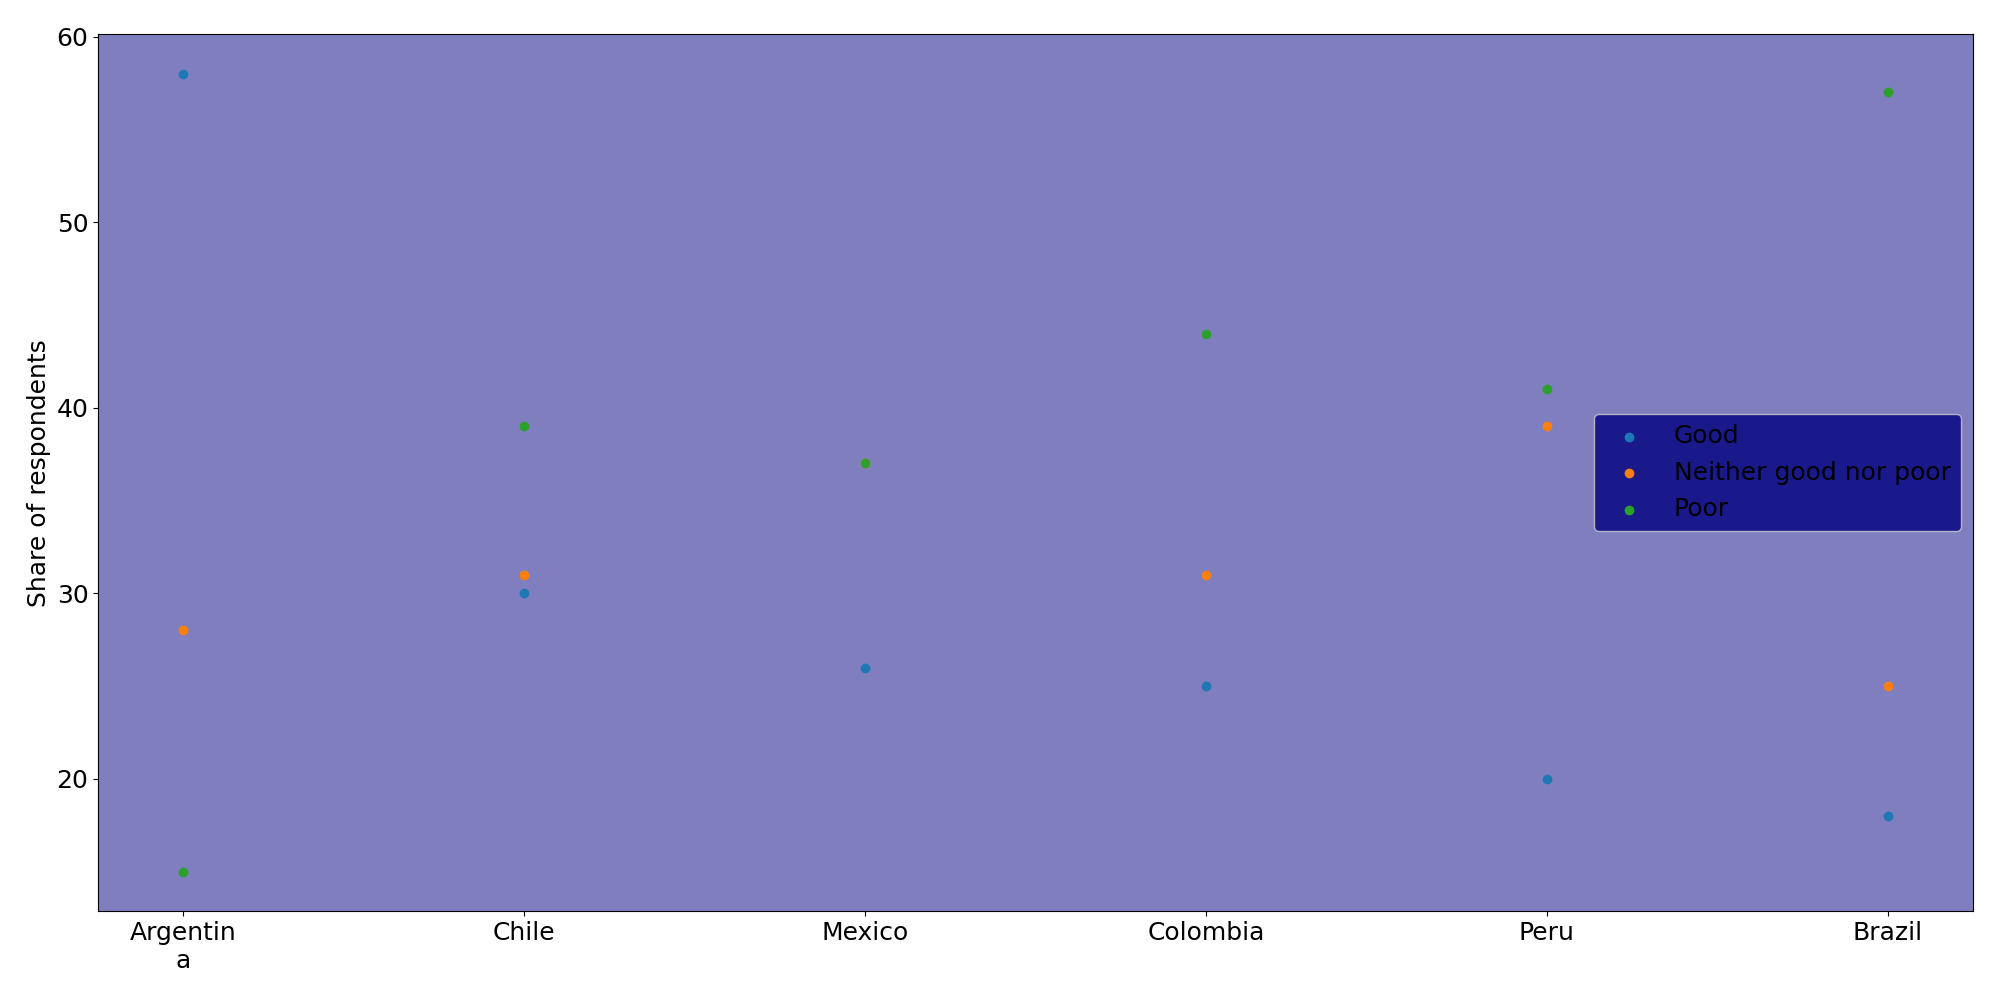 60
50
40
30
20
Share of respondents
Good
Neither good nor poor
Poor
Argentin
a
Chile
Mexico
Colombia
Peru
Brazil